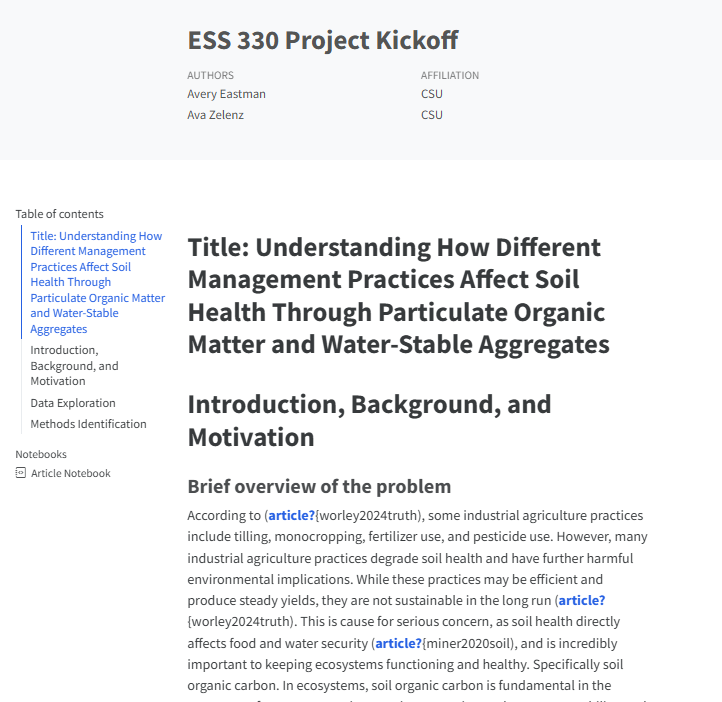 ESS 330 Project Kickoff
AUTHORS
AFFILIATION
Avery Eastman
CSU
Ava Zelenz
CSU
Table of contents
Title: Understanding How
Different Management
Practices Affect Soil
Health Through
Particulate Organic Matter
and Water-Stable
Aggregates
Introduction,
Background, and
Motivation
Data Exploration
Methods Identification
Notebooks
Article Notebook
Title: Understanding How Different
Management Practices Affect Soil
Health Through Particulate Organic
Matter and Water-Stable Aggregates
Introduction, Background, and
Motivation
Brief overview of the problem
According to (article?{worley2024truth), some industrial agriculture practices
include tilling, monocropping, fertilizer use, and pesticide use. However, many
industrial agriculture practices degrade soil health and have further harmful
environmental implications. While these practices may be efficient and
produce steady yields, they are not sustainable in the long run (article?
{worley2024truth). This is cause for serious concern, as soil health directly
affects food and water security (article?{miner2020soil), and is incredibly
important to keeping ecosystems functioning and healthy. Specifically soil
organic carbon. In ecosystems, soil organic carbon is fundamental in the